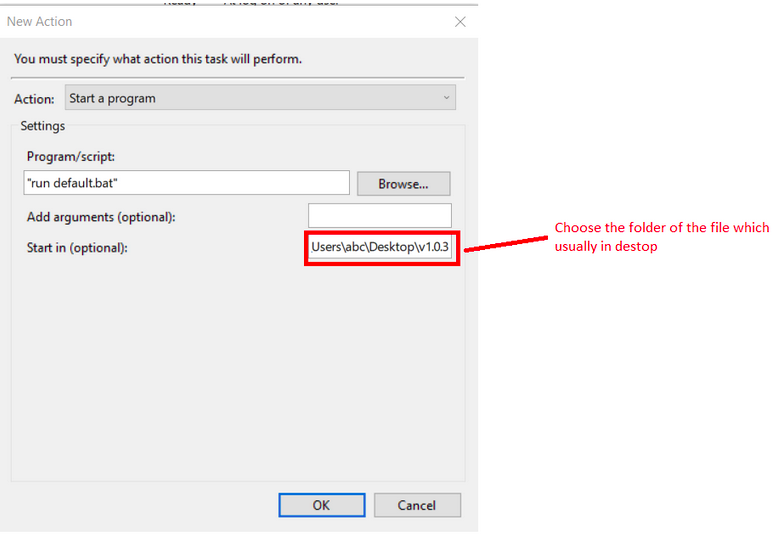 New Action
You must specify what action this task will perform.
Action: Start a program
Settings
Program/script:
"run default.bat" Browse...
Add arguments (optional):
Start in (optional): Users\abc\Desktop\v1.0.3
Choose the folder of the file which
usually in destop
OK Cancel